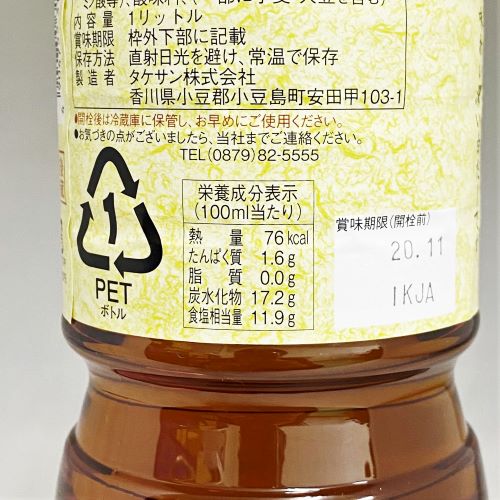 内容量 1リットル
賞味期限 枠外下部に記載
保存方法 直射日光を避け、常温で保存
製造者 タケサン株式会社
香川県小豆郡小豆島町安田甲103-1
●開栓後は冷蔵庫に保管し、お早めにご使用ください。
●お気づきの点がございましたら、当社までご連絡ください。
TEL(0879)82-5555
1
PET
ボトル
栄養成分表示
(100ml当たり)
熱量 76kcal
たんぱく質 1.6g
脂質 0.0g
炭水化物 17.2g
食塩相当量 11.9g
賞味期限(開栓前)
20.11
IKJA